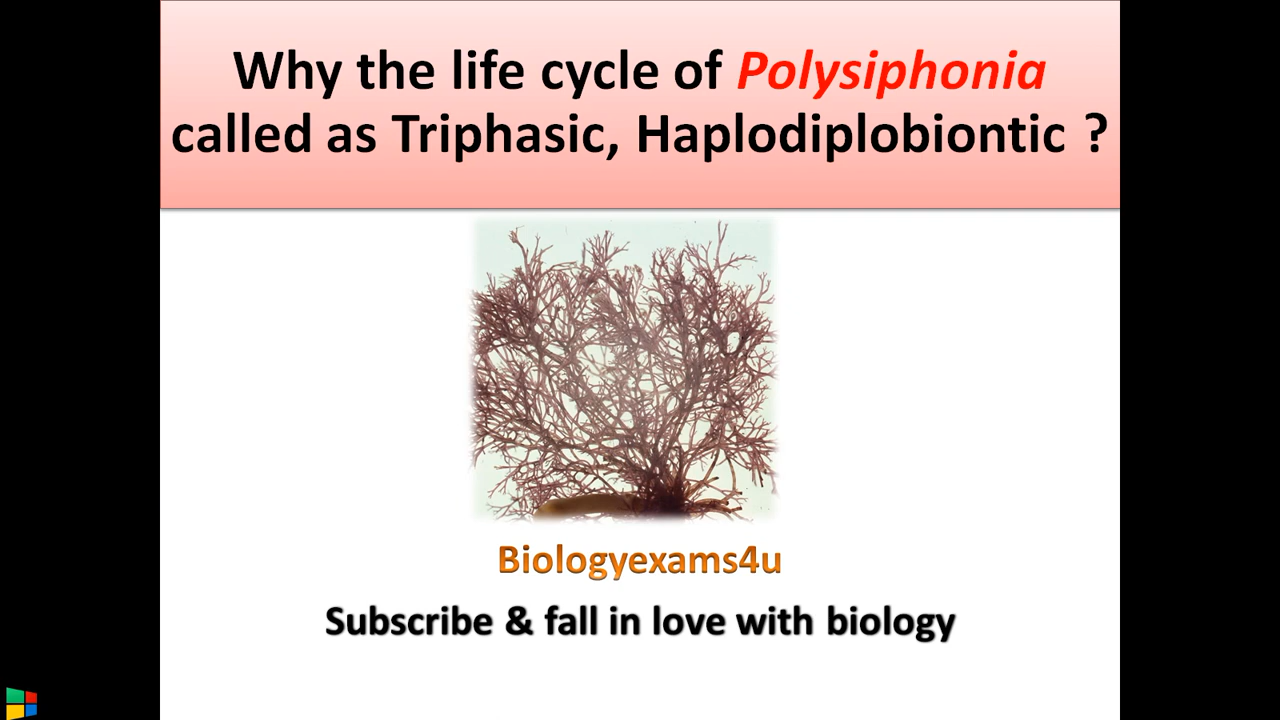 Why the life cycle of Polysiphonia
called as Triphasic, Haplodiplobiontic ?
Biologyexams4u
Subscribe & fall in love with biology